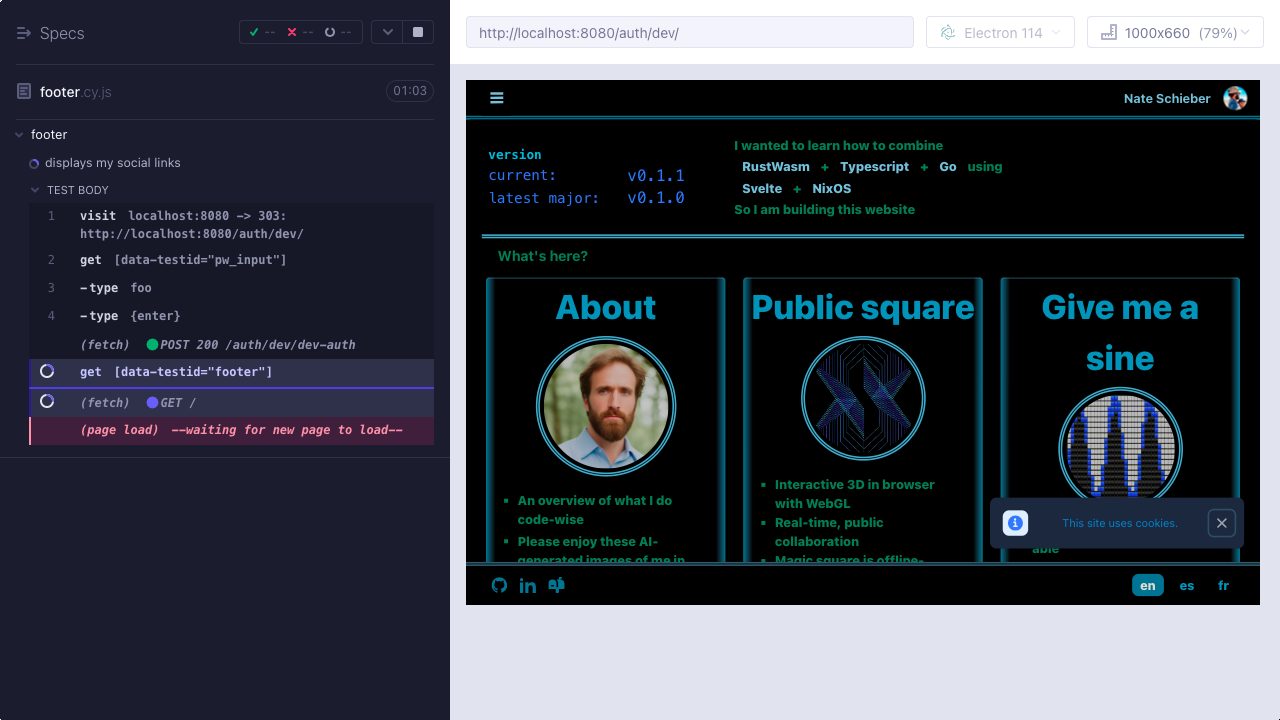 Specs
-- -- --
footer.cy.js
01:03
footer
displays my social links
TEST BODY
1 visit localhost:8080 -> 303:
http://localhost:8080/auth/dev/
2 get [data-testid="pw_input"]
3 -type foo
4 -type {enter}
(fetch) POST 200 /auth/dev/dev-auth
get [data-testid="footer"]
(fetch) GET /
(page load) --waiting for new page to load--
http://localhost:8080/auth/dev/
Electron 114
1000x660 (79%)
Nate Schieber
version
current: v0.1.1
latest major: v0.1.0
I wanted to learn how to combine
RustWasm + Typescript + Go using
Svelte + NixOS
So I am building this website
What's here?
About
An overview of what I do
code-wise
Please enjoy these AI-
generated images of me in
Public square
Interactive 3D in browser
with WebGL
Real-time, public
collaboration
Magic square is offline-
Give me a
sine
able
This site uses cookies.
en es fr